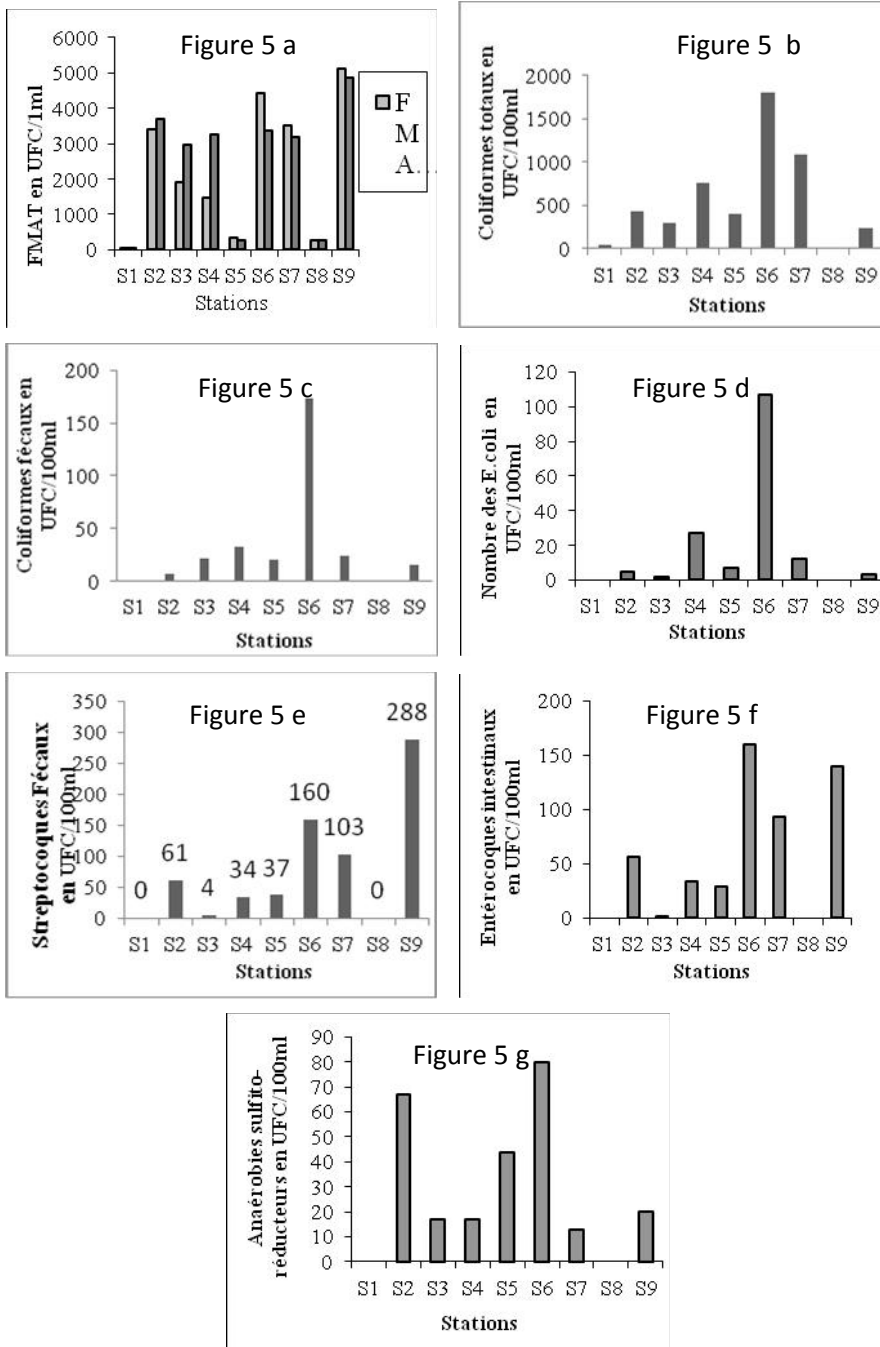 Figure 5 a
FMAT en UFC/1ml
6000
5000
4000
3000
2000
1000
0
S1 S2 S3 S4 S5 S6 S7 S8 S9
Stations
F
M
A...
Figure 5 b
Coliformes totaux en
UFC/100ml
2000
1500
1000
500
0
S1 S2 S3 S4 S5 S6 S7 S8 S9
Stations
Figure 5 c
Coliformes fécaux en
UFC/100ml
200
150
100
50
0
S1 S2 S3 S4 S5 S6 S7 S8 S9
Stations
Figure 5 d
Nombre des E.coli en
UFC/100ml
120
100
80
60
40
20
0
S1 S2 S3 S4 S5 S6 S7 S8 S9
Stations
Figure 5 e
Streptocoques Fécaux
en UFC/100ml
350
300
250
200
150
100
50
0
0 61 4 34 37 160 103 0 288
S1 S2 S3 S4 S5 S6 S7 S8 S9
Stations
Figure 5 f
Entérocoques intestinaux
en UFC/100ml
200
150
100
50
0
S1 S2 S3 S4 S5 S6 S7 S8 S9
Stations
Figure 5 g
Anaérobies sulfito-
réducteurs en UFC/100ml
90
80
70
60
50
40
30
20
10
0
S1 S2 S3 S4 S5 S6 S7 S8 S9
Stations